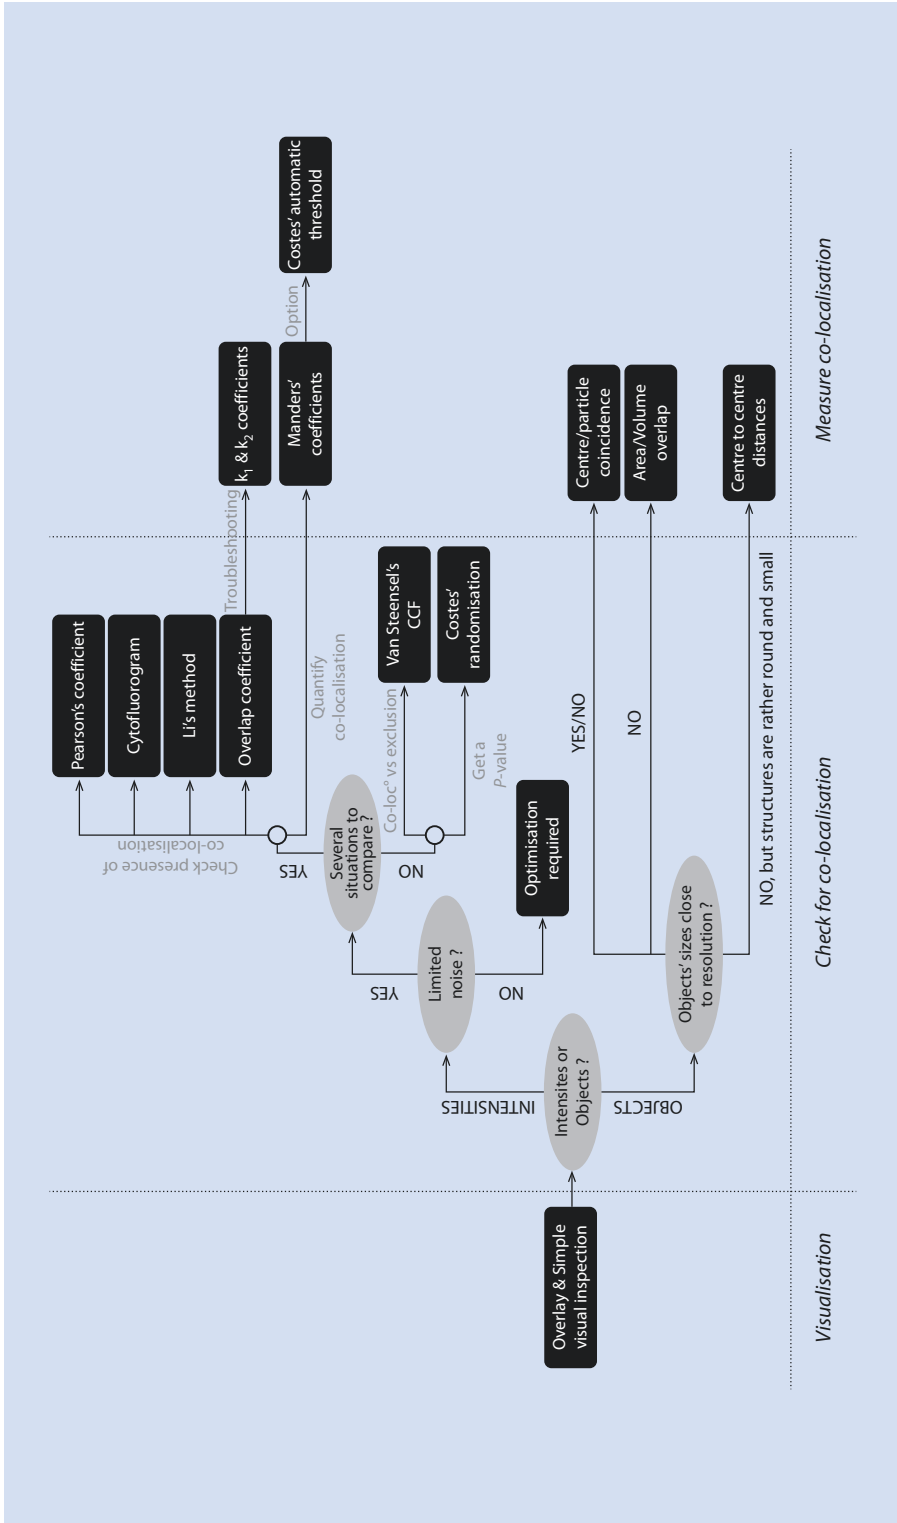 Overlay & Simple
visual inspection
Intensites or
Objects ?
INTENSITIES
OBJECTS
Limited
noise ?
YES
NO
Optimisation
required
Several
situations to
compare ?
YES
NO
Check presence of
co-localisation
Pearson's coefficient
Cytofluorogram
Li's method
Overlap coefficient
Troubleshooting
k1 & k2 coefficients
Quantify
co-localisation
Manders'
coefficients
Option
Costes' automatic
threshold
Co-loc° vs exclusion
Van Steensel's
CCF
Get a
P-value
Costes'
randomisation
Objects' sizes close
to resolution ?
YES/NO
Centre/particle
coincidence
NO
Area/Volume
overlap
NO, but structures are rather round and small
Centre to centre
distances
Visualisation
Check for co-localisation
Measure co-localisation